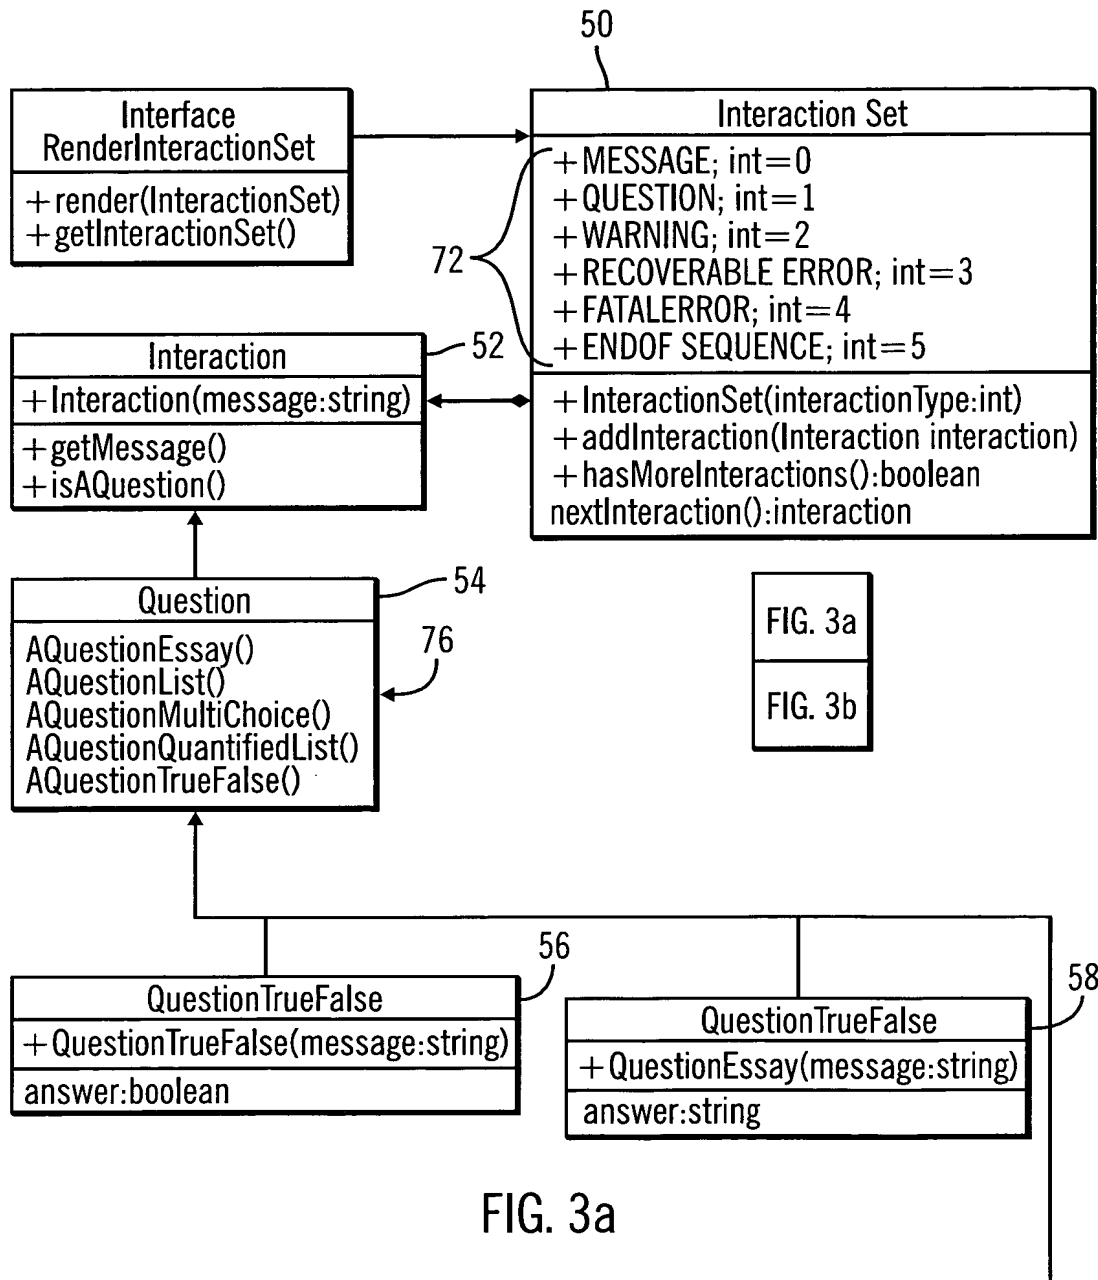 50
Interface
RenderInteractionSet
+render(InteractionSet)
+getInteractionSet()
Interaction Set
+MESSAGE; int=0
+QUESTION; int=1
+WARNING; int=2
+RECOVERABLE ERROR; int=3
+FATALERROR; int=4
+ENDOF SEQUENCE; int=5
72
+InteractionSet(interactionType:int)
+addInteraction(Interaction interaction)
+hasMoreInteractions():boolean
nextInteraction():interaction
52
Interaction
+Interaction(message:string)
+getMessage()
+isAQuestion()
54
Question
AQuestionEssay()
AQuestionList()
AQuestionMultiChoice()
AQuestionQuantifiedList()
AQuestionTrueFalse()
76
FIG. 3a
FIG. 3b
56
QuestionTrueFalse
+QuestionTrueFalse(message:string)
answer:boolean
58
QuestionTrueFalse
+QuestionEssay(message:string)
answer:string
FIG. 3a